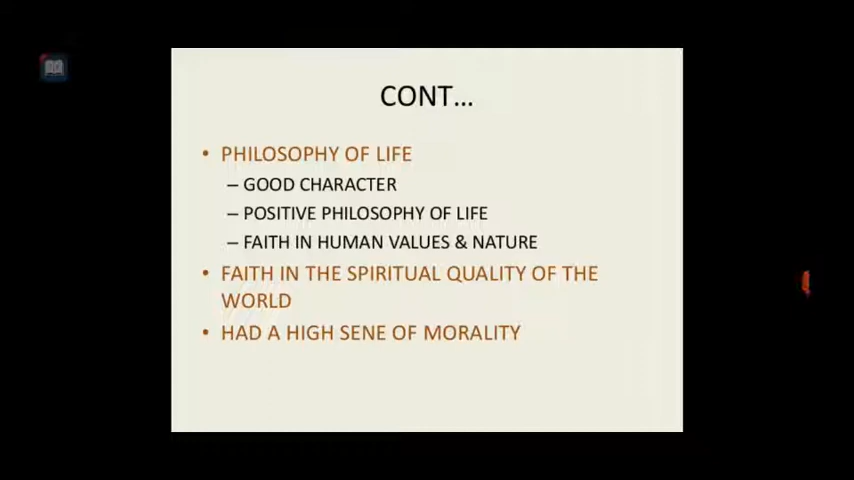 CONT...
• PHILOSOPHY OF LIFE
– GOOD CHARACTER
– POSITIVE PHILOSOPHY OF LIFE
– FAITH IN HUMAN VALUES & NATURE
• FAITH IN THE SPIRITUAL QUALITY OF THE
WORLD
• HAD A HIGH SENE OF MORALITY